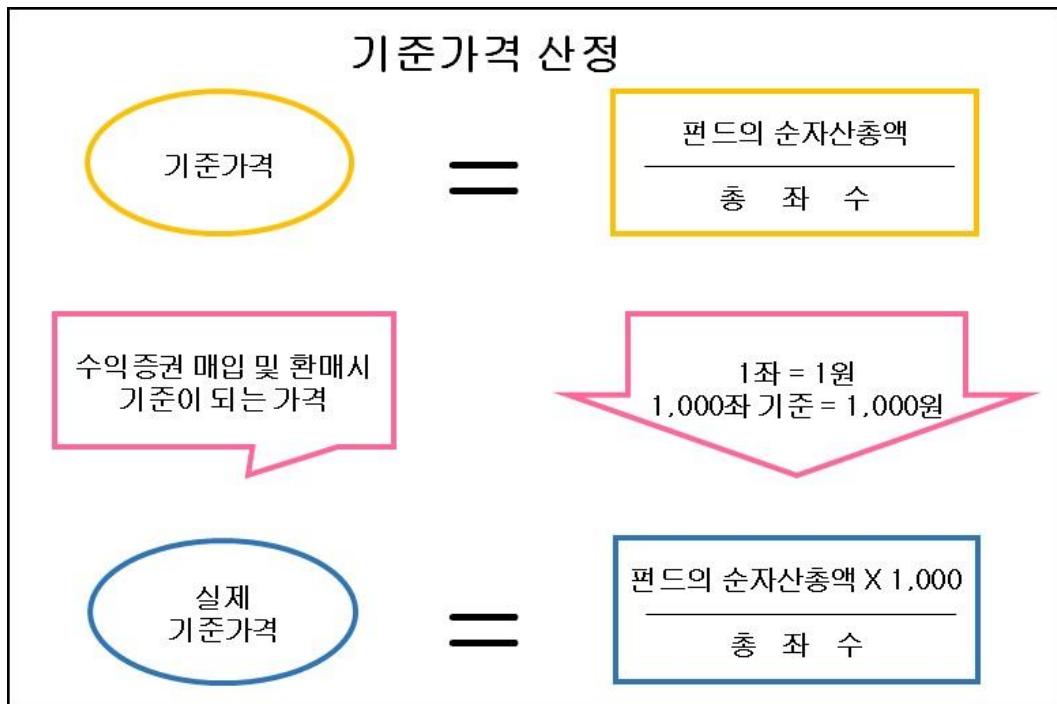 기준가격 산정
기준가격
=
펀드의 순자산총액
총 좌 수
수익증권 매입 및 환매시
기준이 되는 가격
1좌 = 1원
1,000좌 기준 = 1,000원
실제
기준가격
=
펀드의 순자산총액 X 1,000
총 좌 수